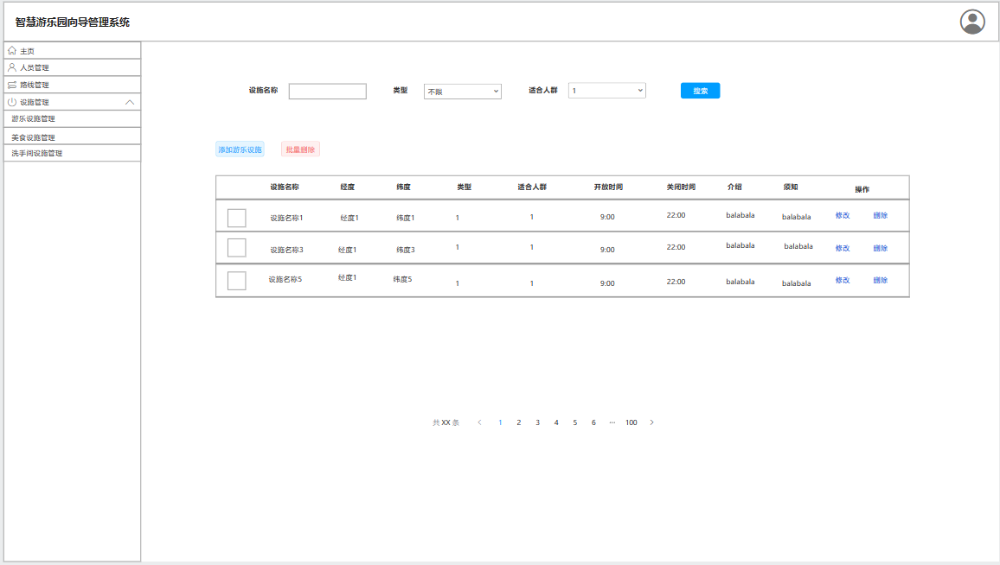 智慧游乐园向导管理系统
主页
人员管理
路线管理
设施管理
游乐设施管理
美食设施管理
洗手间设施管理
设施名称 类型 不限 适合人群 1 搜索
添加游乐设施 批量删除
设施名称 经度 纬度 类型 适合人群 开放时间 关闭时间 介绍 须知 操作
设施名称1 经度1 纬度1 1 1 9:00 22:00 balabala balabala 修改 删除
设施名称3 经度1 纬度3 1 1 9:00 22:00 balabala balabala 修改 删除
设施名称5 经度1 纬度5 1 1 9:00 22:00 balabala balabala 修改 删除
共 XX 条 < 1 2 3 4 5 6 ··· 100 >